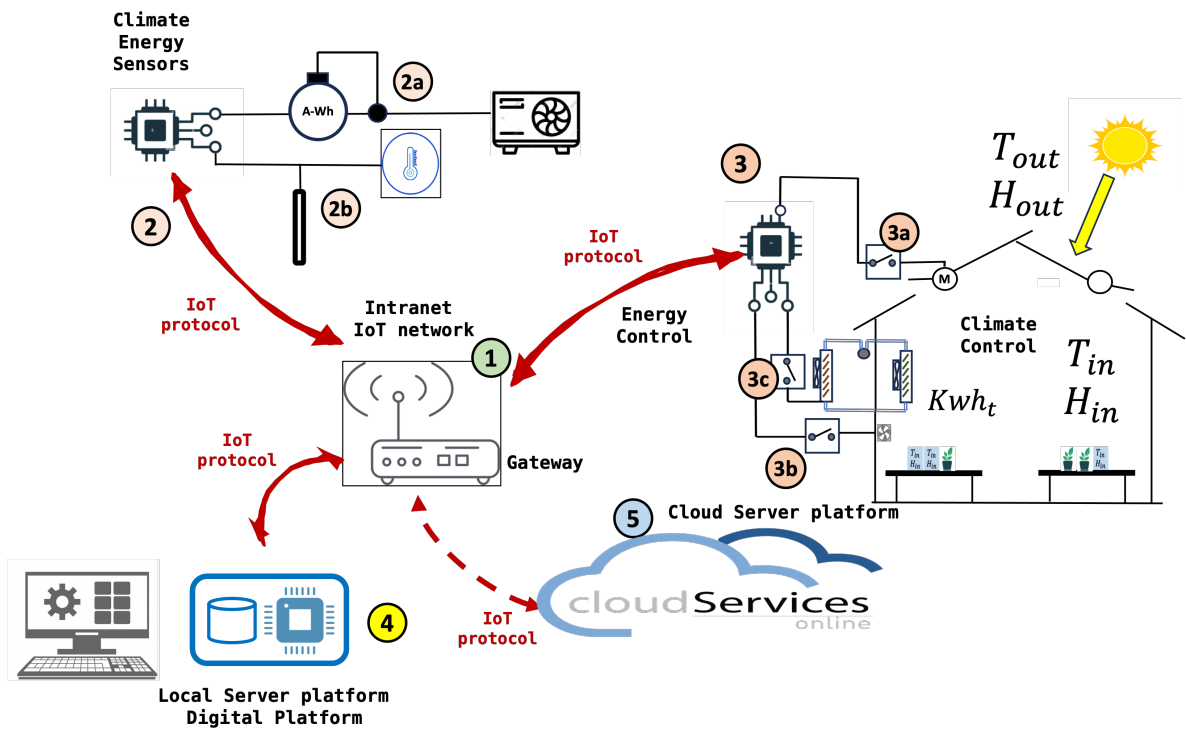 Climate
Energy
Sensors
A-Wh
2a
2b
2
IoT
protocol
3
IoT
protocol
Energy
Control
3a
M
T_out
H_out
Climate
Control
T_in
H_in
3c
Kwh_t
3b
T_in T_in
H_in H_in
T_in
H_in
Intranet
IoT network
1
Gateway
IoT
protocol
5
Cloud Server platform
cloudServices
online
IoT
protocol
4
Local Server platform
Digital Platform